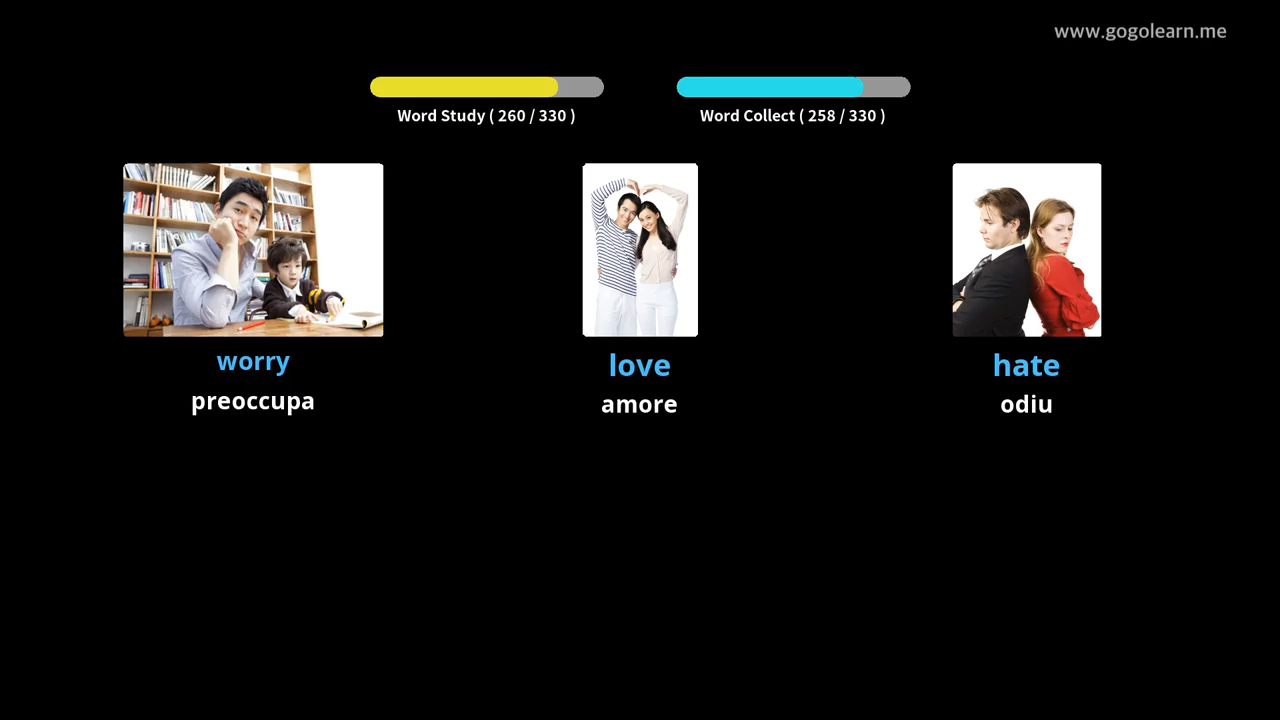 www.gogolearn.me
Word Study ( 260 / 330 )
Word Collect ( 258 / 330 )
worry
love
hate
preoccupa
amore
odiu